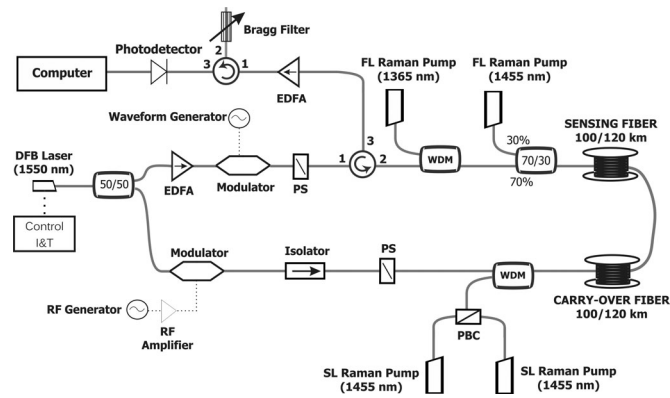 Bragg Filter
Photodetector
2
Computer
3
1
EDFA
FL Raman Pump
(1365 nm)
FL Raman Pump
(1455 nm)
Waveform Generator
3
30%
SENSING FIBER
100/120 km
DFB Laser
(1550 nm)
50/50
EDFA
Modulator
PS
1
2
WDM
70/30
70%
Control
I&T
Modulator
Isolator
PS
WDM
CARRY-OVER FIBER
100/120 km
RF Generator
RF
Amplifier
PBC
SL Raman Pump
(1455 nm)
SL Raman Pump
(1455 nm)